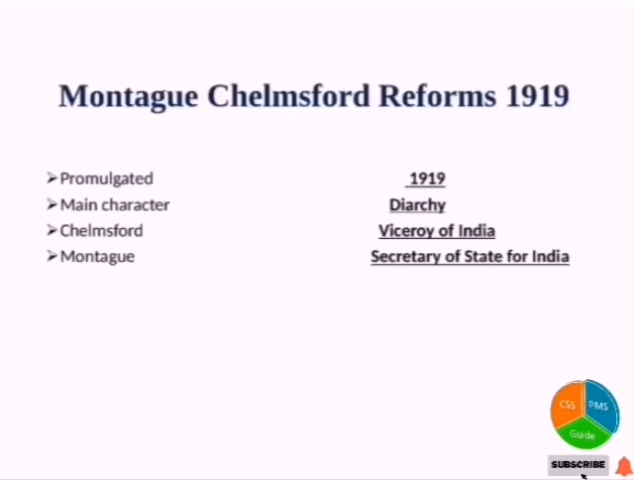 Montague Chelmsford Reforms 1919
➢Promulgated 1919
➢Main character Diarchy
➢Chelmsford Viceroy of India
➢Montague Secretary of State for India
CSS PMS
Guide
SUBSCRIBE